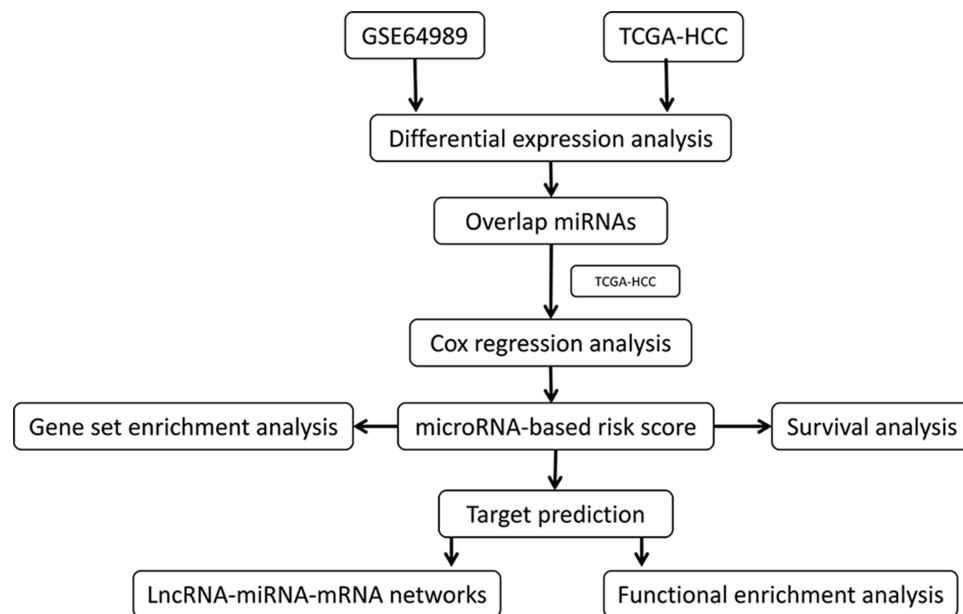 GSE64989
TCGA-HCC
Differential expression analysis
Overlap miRNAs
TCGA-HCC
Cox regression analysis
Gene set enrichment analysis
microRNA-based risk score
Survival analysis
Target prediction
LncRNA-miRNA-mRNA networks
Functional enrichment analysis